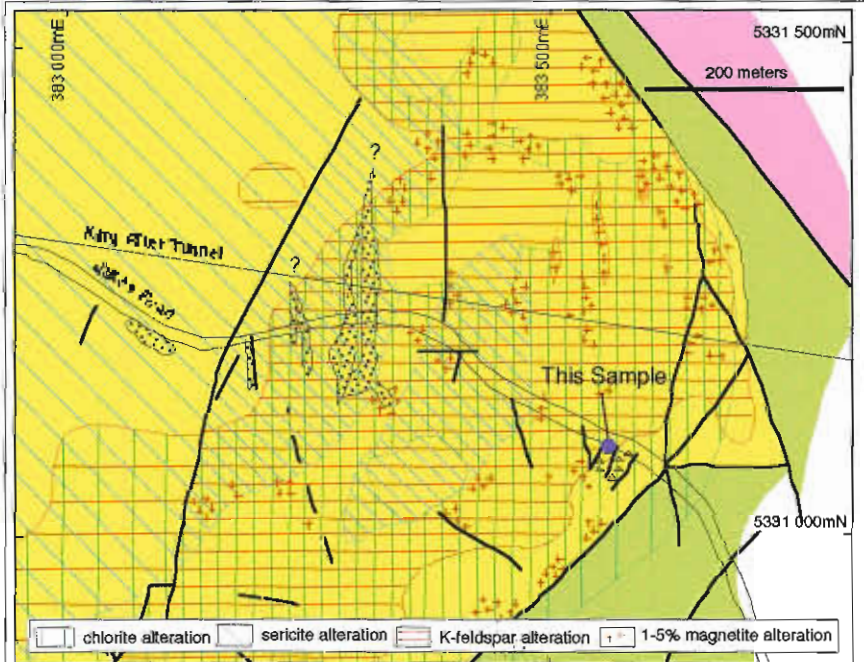 383 000mE
383 500mE
5331 500mN
200 meters
?
?
Tunnel
Road
This Sample
5331 000mN
chlorite alteration
sericite alteration
K-feldspar alteration
1-5% magnetite alteration